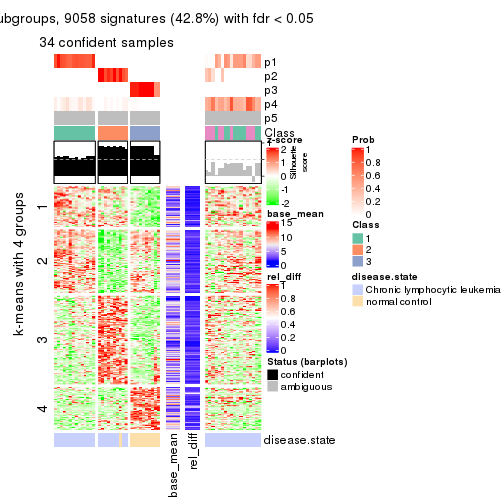 ubgroups, 9058 signatures (42.8%) with fdr < 0.05
34 confident samples
p1
p2
p3
p4
p5
Class
Silhouette
score
k-means with 4 groups
1
2
3
4
base_mean
rel_diff
disease.state
z-score
2
1
0
-1
-2
base_mean
15
10
5
0
rel_diff
1
0.8
0.6
0.4
0.2
0
Status (barplots)
confident
ambiguous
Prob
1
0.8
0.6
0.4
0.2
0
Class
1
2
3
disease.state
Chronic lymphocytic leukemia
normal control